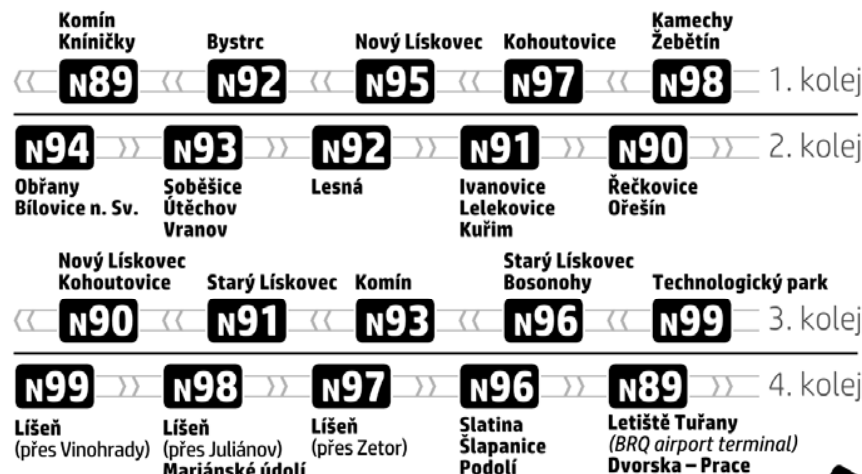 Komín
Kníničky
Bystrc
Nový Lískovec
Kohoutovice
Kamechy
Žebětín
N89 N92 N95 N97 N98 1. kolej
N94 N93 N92 N91 N90 2. kolej
Obřany
Bílovice n. Sv.
Soběšice
Útěchov
Vranov
Lesná
Ivanovice
Lelekovice
Kuřim
Řečkovice
Ořešín
Nový Lískovec
Kohoutovice
Starý Lískovec
Komín
Starý Lískovec
Bosonohy
Technologický park
N90 N91 N93 N96 N99 3. kolej
N99 N98 N97 N96 N89 4. kolej
Líšeň
(přes Vinohrady)
Líšeň
(přes Juliánov)
Mariánské údolí
Líšeň
(přes Zetor)
Slatina
Šlapanice
Podolí
Letiště Tuřany
(BRQ airport terminal)
Dvorska – Prace